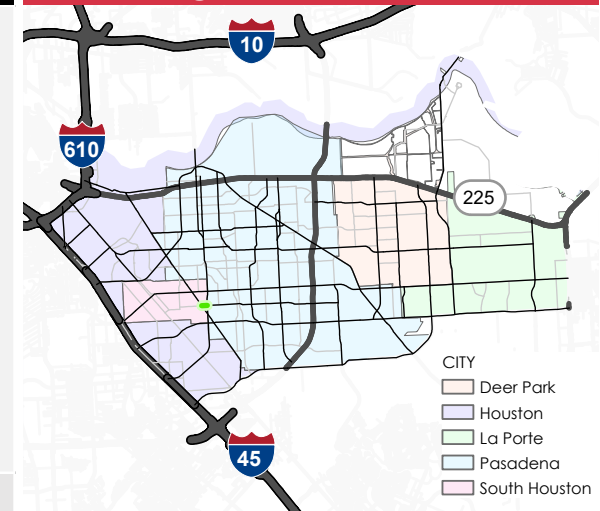 10
610
225
CITY
Deer Park
Houston
La Porte
Pasadena
South Houston
45